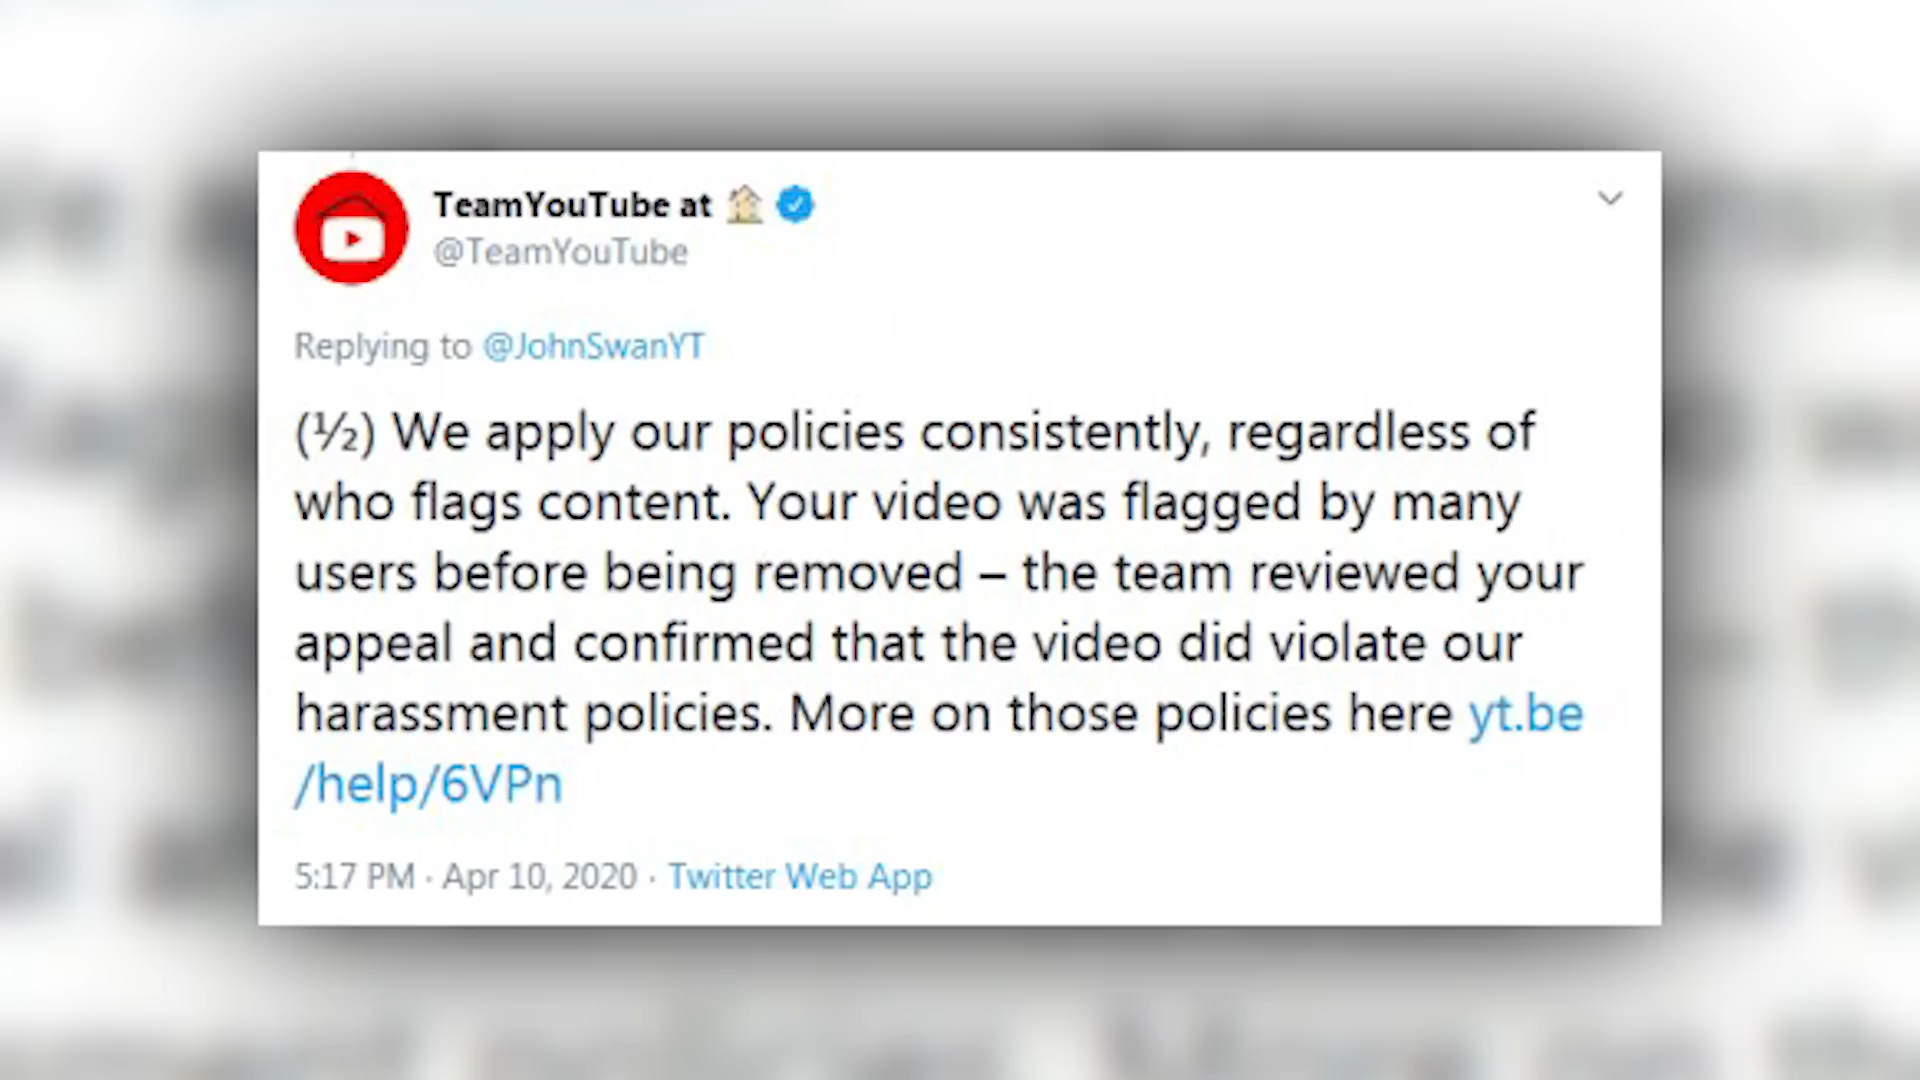 TeamYouTube at 🏠
@TeamYouTube
Replying to @JohnSwanYT
(½) We apply our policies consistently, regardless of
who flags content. Your video was flagged by many
users before being removed – the team reviewed your
appeal and confirmed that the video did violate our
harassment policies. More on those policies here yt.be
/help/6VPn
5:17 PM · Apr 10, 2020 · Twitter Web App